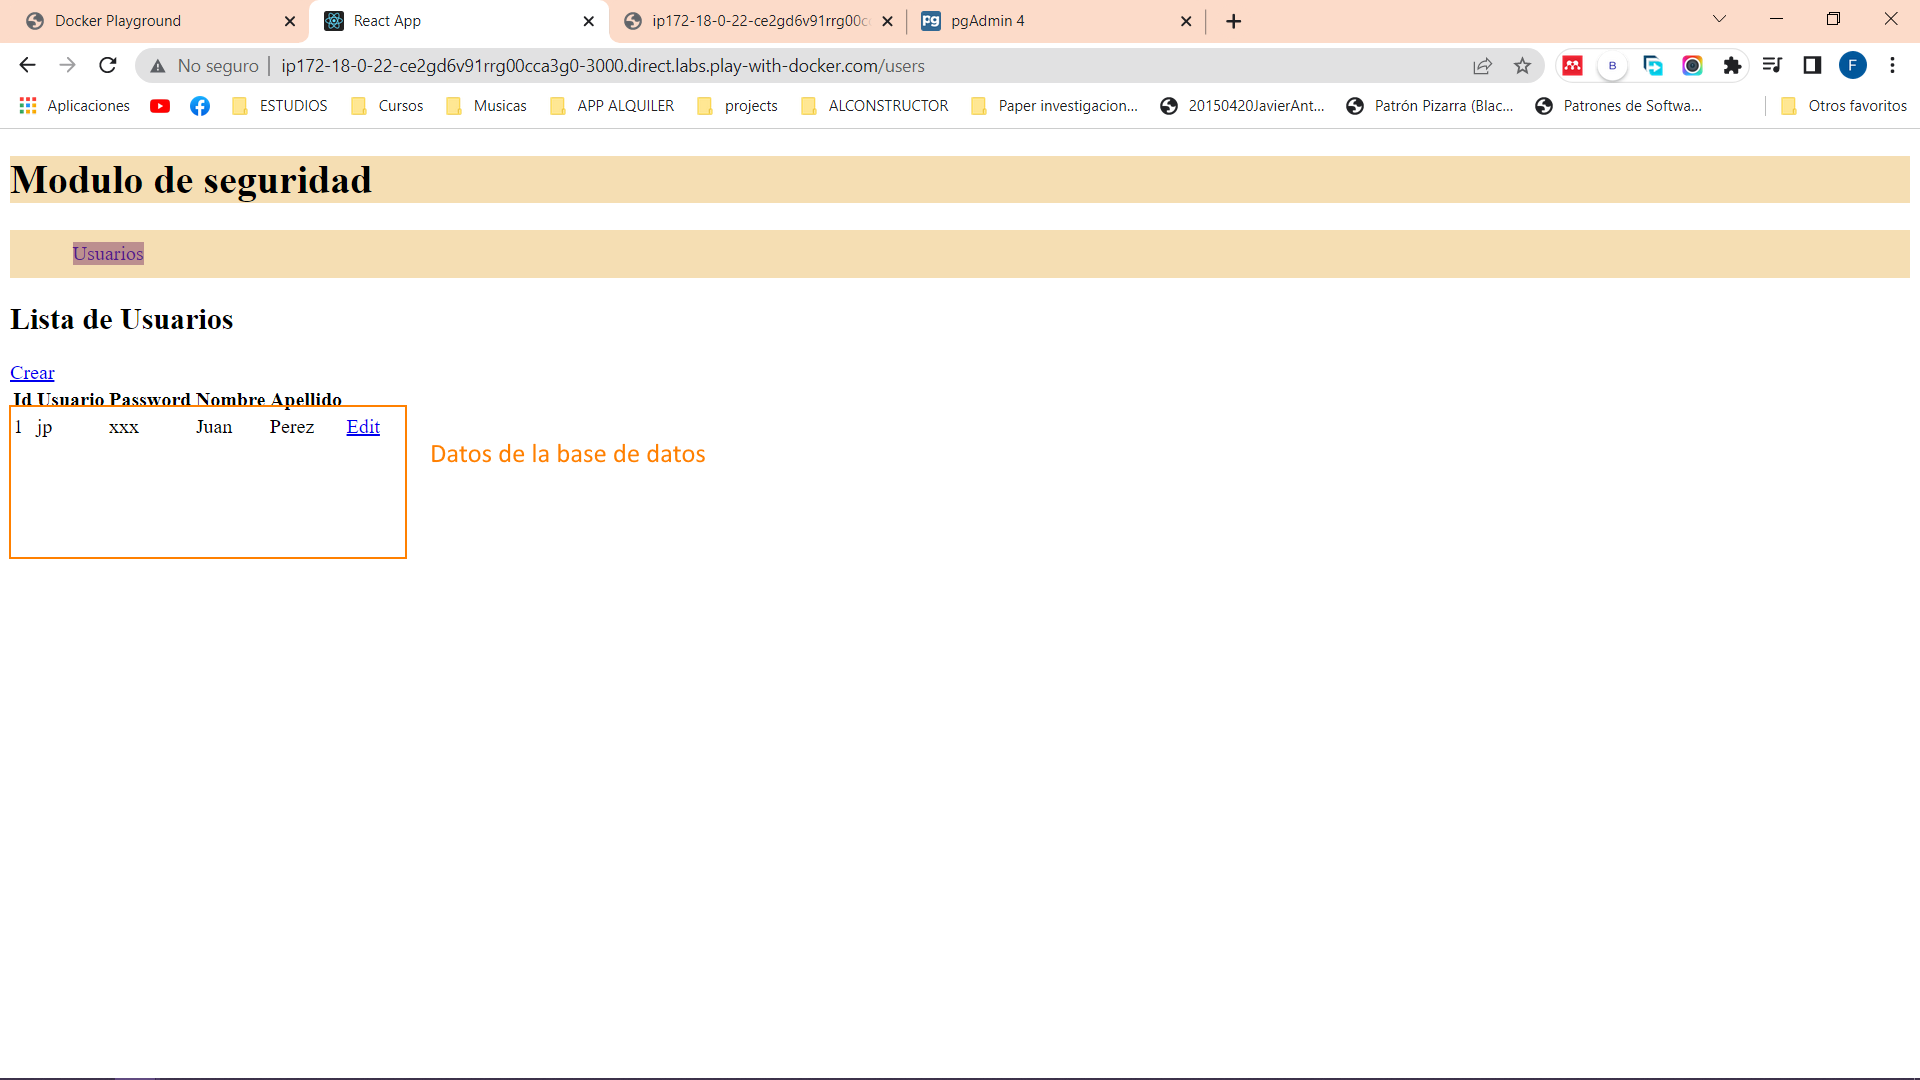 Docker Playground
React App
ip172-18-0-22-ce2gd6v91rrg00c
pgAdmin 4
No seguro
ip172-18-0-22-ce2gd6v91rrg00cca3g0-3000.direct.labs.play-with-docker.com/users
B
F
Aplicaciones
ESTUDIOS
Cursos
Musicas
APP ALQUILER
projects
ALCONSTRUCTOR
Paper investigacion...
20150420JavierAnt...
Patrón Pizarra (Blac...
Patrones de Softwa...
Otros favoritos
Modulo de seguridad
Usuarios
Lista de Usuarios
Crear
Id Usuario Password Nombre Apellido
1 jp xxx Juan Perez Edit
Datos de la base de datos